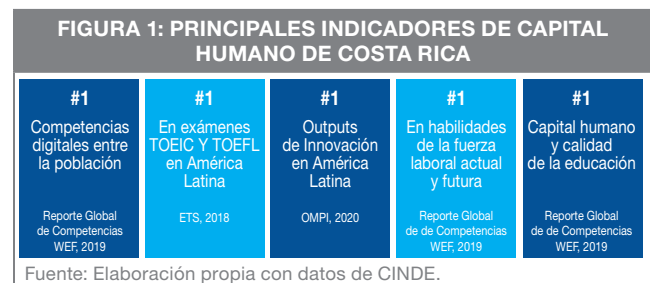 FIGURA 1: PRINCIPALES INDICADORES DE CAPITAL
HUMANO DE COSTA RICA
#1
Competencias
digitales entre
la población
Reporte Global
de Competencias
WEF, 2019
#1
En exámenes
TOEIC Y TOEFL
en América
Latina
ETS, 2018
#1
Outputs
de Innovación
en América
Latina
OMPI, 2020
#1
En habilidades
de la fuerza
laboral actual
y futura
Reporte Global
de de Competencias
WEF, 2019
#1
Capital humano
y calidad
de la educación
Reporte Global
de Competencias
WEF, 2019
Fuente: Elaboración propia con datos de CINDE.